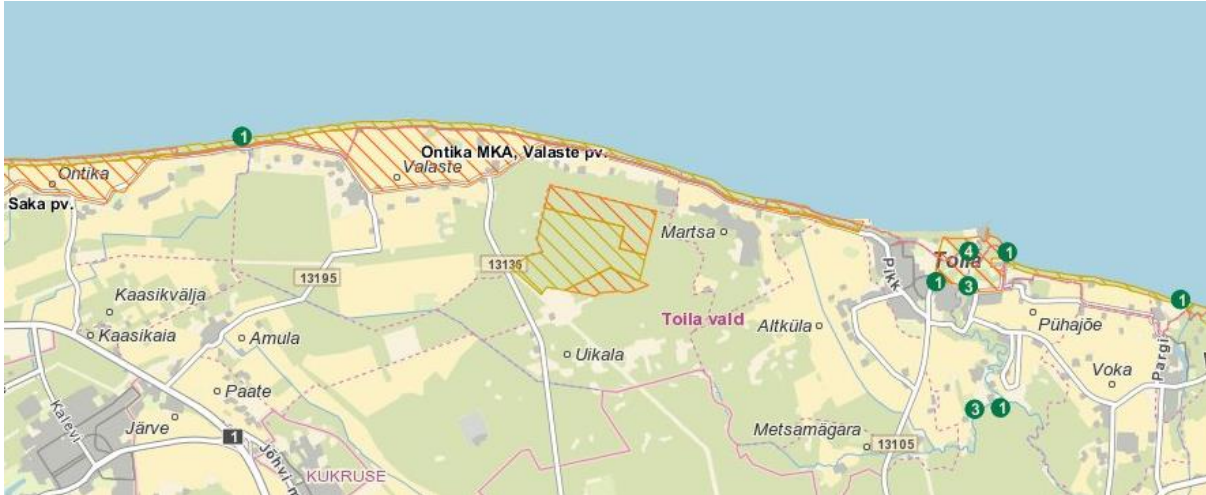 1
Ontika MKA, Valaste pv.
Valaste
Ontika
Saka pv.
Martsa
4
1
Toila
1
3
1
Pikk
13136
13195
Kaasikvälja
Kaasikaia
Amula
Toila vald
Altküla
Pühajõe
Uikala
Voka
Pargi
Paate
3
1
Järve
Kalevi
1
Jõhvi-m
KUKRUSE
Metsamägara
13105